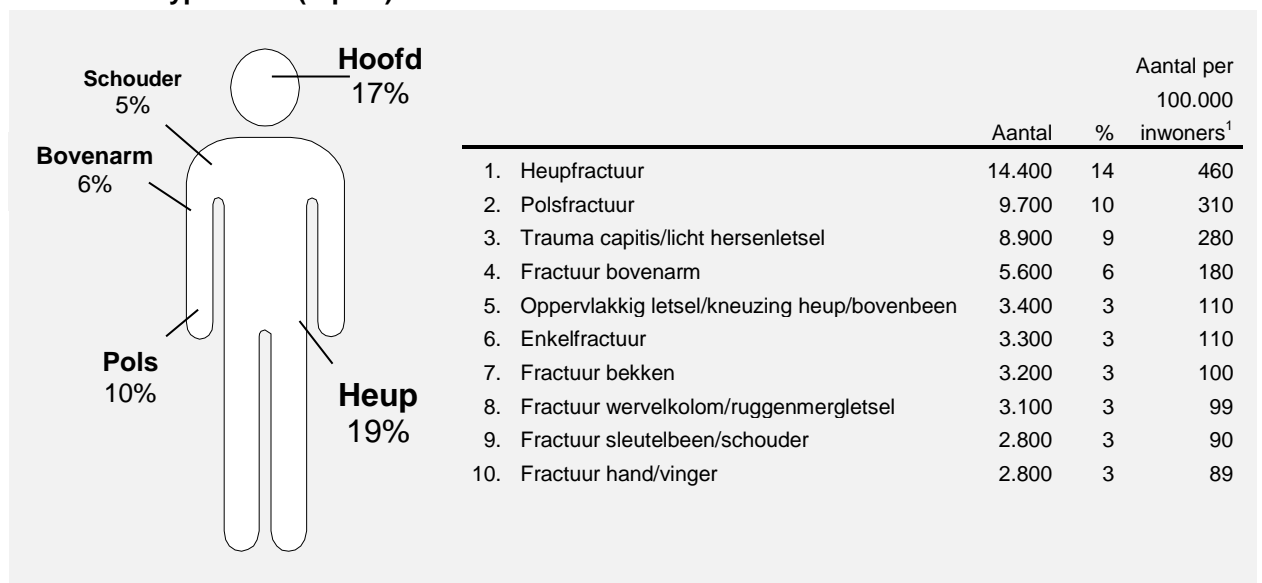 Hoofd
17%
Schouder
5%
Bovenarm
6%
Pols
10%
Heup
19%
Aantal per
100.000
Aantal % inwoners¹
1. Heupfractuur 14.400 14 460
2. Polsfractuur 9.700 10 310
3. Trauma capitis/licht hersenletsel 8.900 9 280
4. Fractuur bovenarm 5.600 6 180
5. Oppervlakkig letsel/kneuzing heup/bovenbeen 3.400 3 110
6. Enkelfractuur 3.300 3 110
7. Fractuur bekken 3.200 3 100
8. Fractuur wervelkolom/ruggenmergletsel 3.100 3 99
9. Fractuur sleutelbeen/schouder 2.800 3 90
10. Fractuur hand/vinger 2.800 3 89